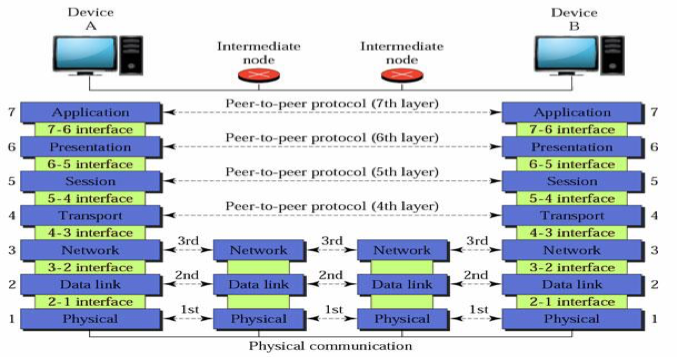 Device
A
Device
B
Intermediate
node
Intermediate
node
7 Application Peer-to-peer protocol (7th layer) Application 7
7-6 interface 7-6 interface
6 Presentation Peer-to-peer protocol (6th layer) Presentation 6
6-5 interface 6-5 interface
5 Session Peer-to-peer protocol (5th layer) Session 5
5-4 interface 5-4 interface
4 Transport Peer-to-peer protocol (4th layer) Transport 4
4-3 interface 4-3 interface
3 Network 3rd Network 3rd Network 3rd Network 3
3-2 interface 3-2 interface
2 Data link 2nd Data link 2nd Data link 2nd Data link 2
2-1 interface 2-1 interface
1 Physical 1st Physical 1st Physical 1st Physical 1
Physical communication